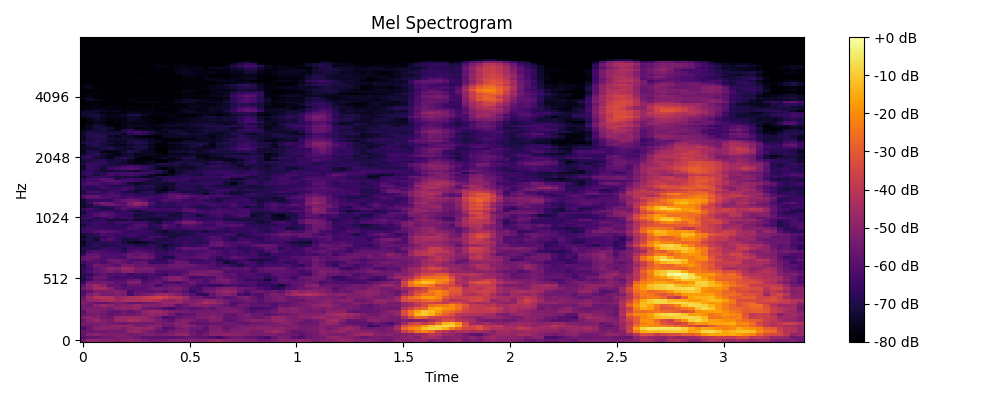 Mel Spectrogram
Hz
4096
2048
1024
512
0
0
0.5
1
1.5
2
2.5
3
Time
+0 dB
-10 dB
-20 dB
-30 dB
-40 dB
-50 dB
-60 dB
-70 dB
-80 dB